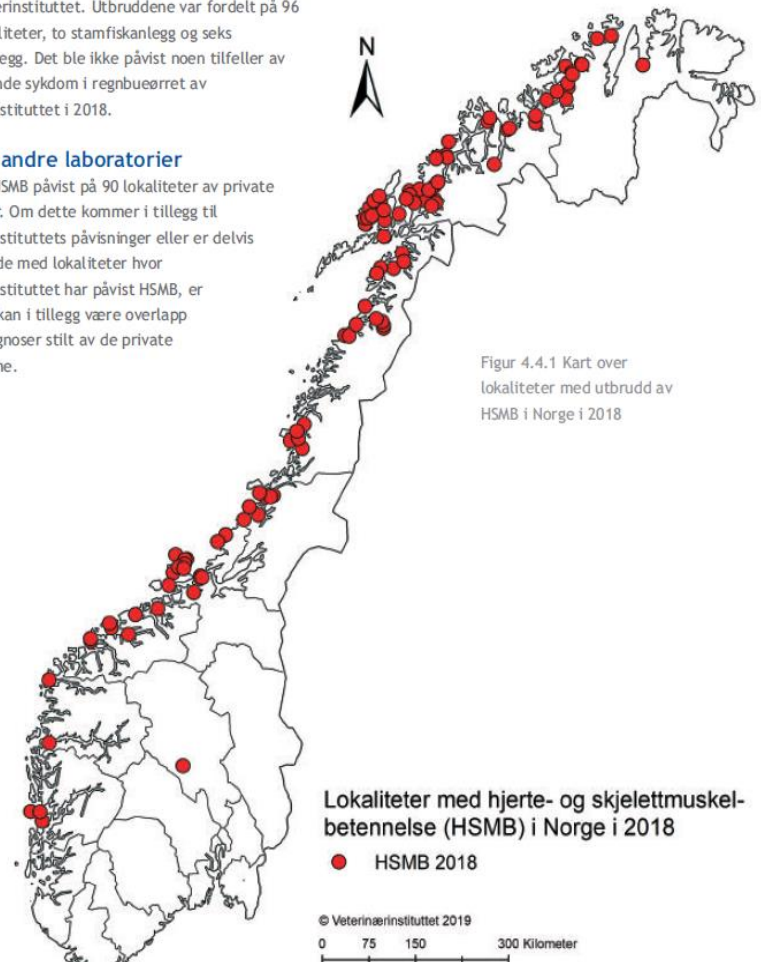 erinstituttet. Utbruddene var fordelt på 96
liteter, to stamfiskanlegg og seks
egg. Det ble ikke påvist noen tilfeller av
nde sykdom i regnbueørret av
stituttet i 2018.
andre laboratorier
HSMB påvist på 90 lokaliteter av private
. Om dette kommer i tillegg til
stituttets påvisninger eller er delvis
de med lokaliteter hvor
stituttet har påvist HSMB, er
kan i tillegg være overlapp
gnoser stilt av de private
ne.
N
Figur 4.4.1 Kart over
lokaliteter med utbrudd av
HSMB i Norge i 2018
Lokaliteter med hjerte- og skjelettmuskel-
betennelse (HSMB) i Norge i 2018
HSMB 2018
© Veterinærinstituttet 2019
0 75 150 300 Kilometer